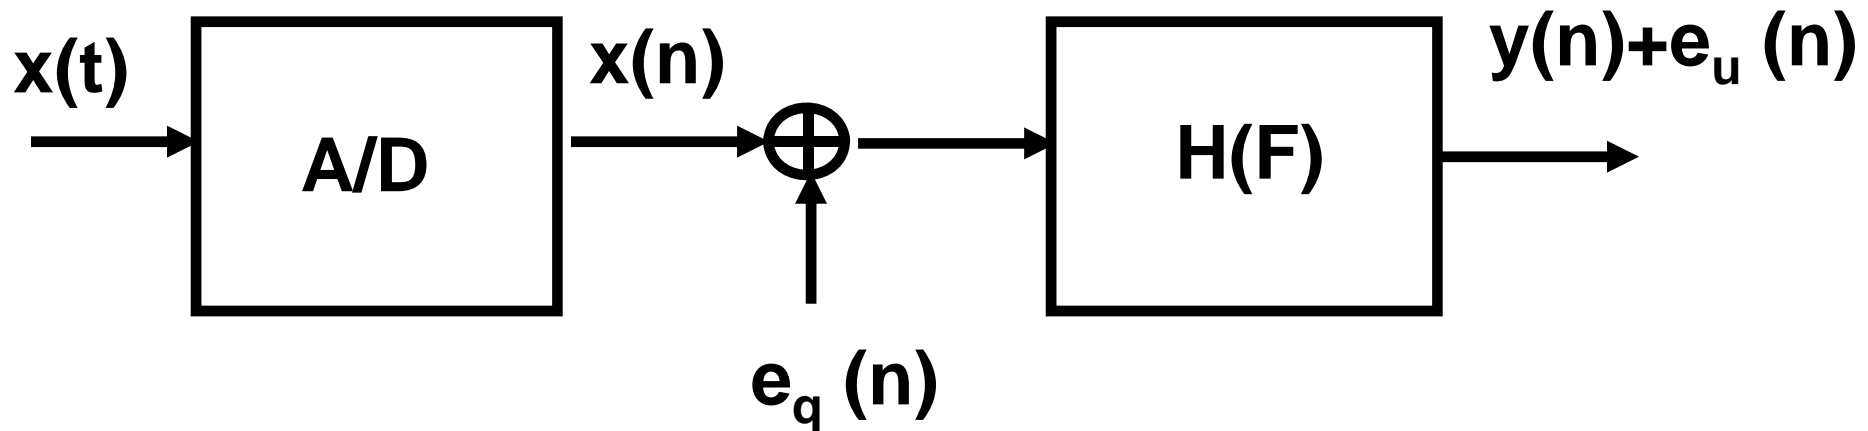 x(t)
A/D
x(n)
e_q (n)
H(F)
y(n)+e_u (n)